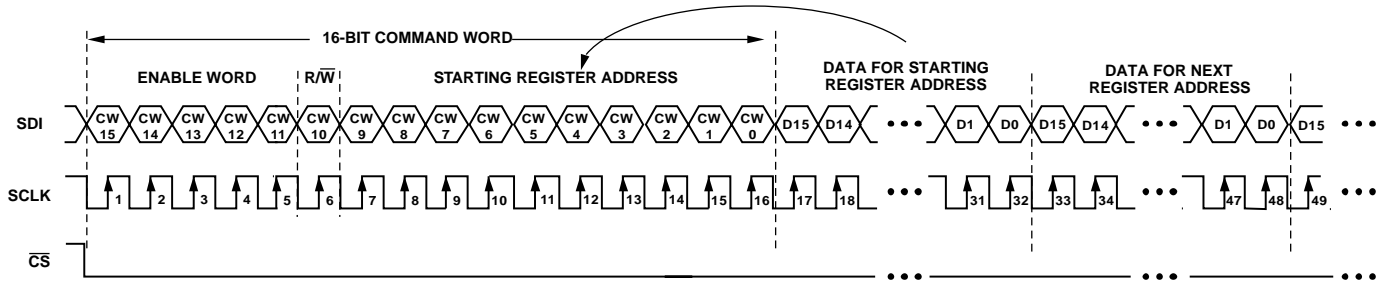 16-BIT COMMAND WORD
ENABLE WORD
R/W
STARTING REGISTER ADDRESS
DATA FOR STARTING
REGISTER ADDRESS
DATA FOR NEXT
REGISTER ADDRESS
SDI
CW
15
CW
14
CW
13
CW
12
CW
11
CW
10
CW
9
CW
8
CW
7
CW
6
CW
5
CW
4
CW
3
CW
2
CW
1
CW
0
D15
D14
D1
D0
D15
D14
D1
D0
D15
SCLK
1
2
3
4
5
6
7
8
9
10
11
12
13
14
15
16
17
18
31
32
33
34
47
48
49
CS